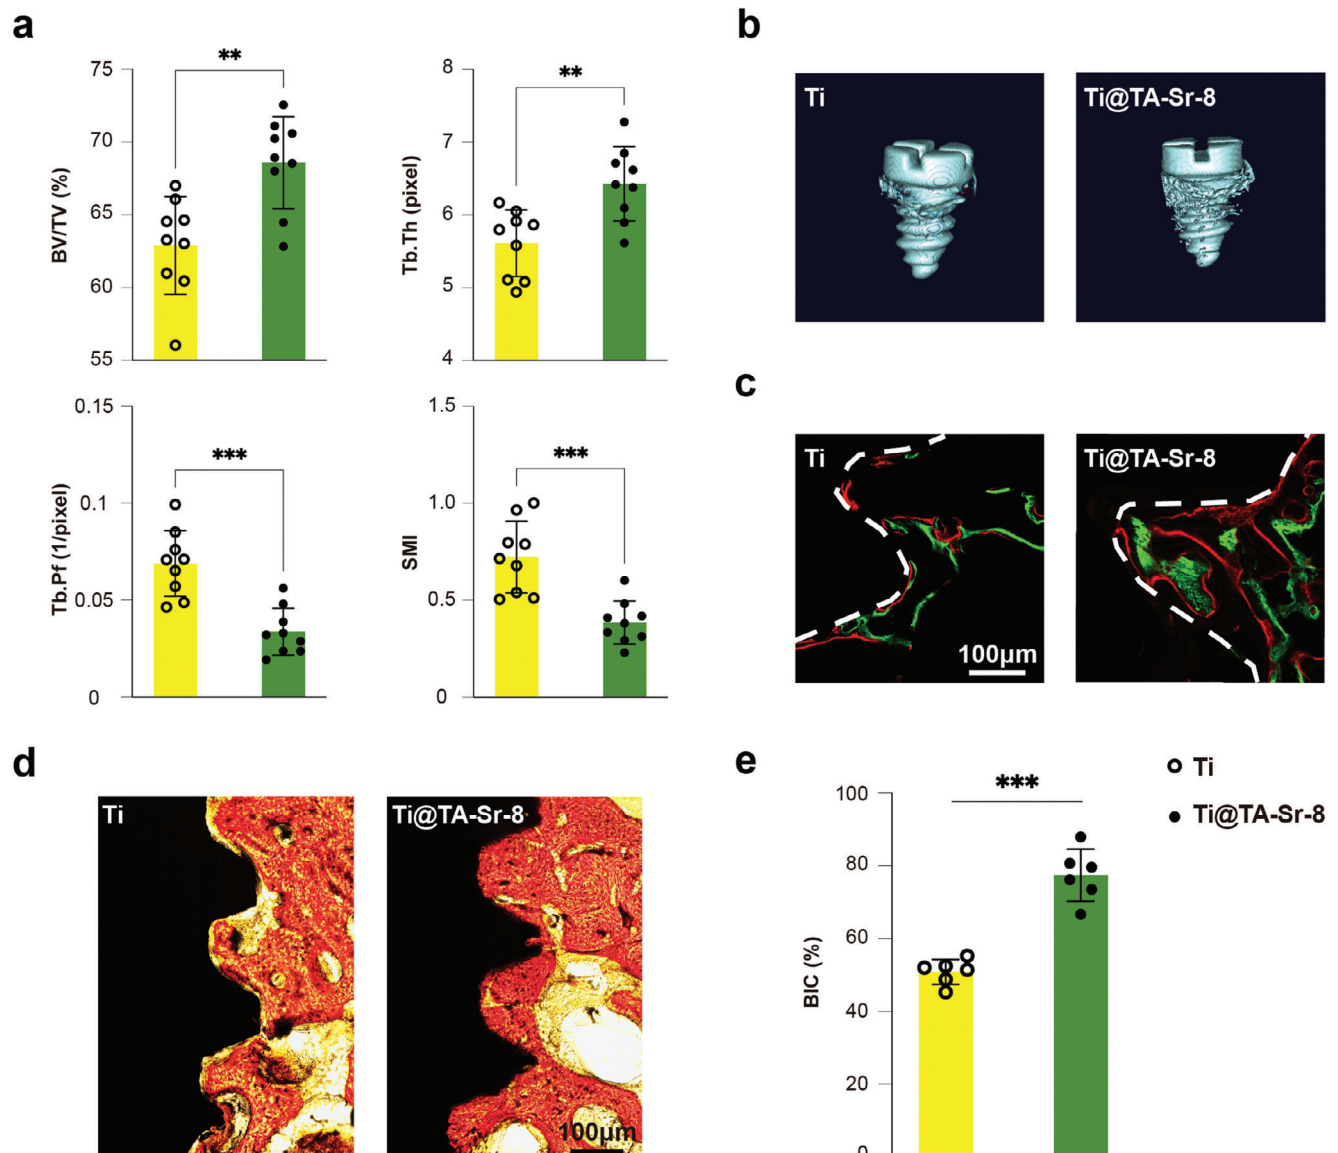 a
**
75
70
65
60
55
BV/TV (%)
**
8
7
6
5
4
Tb.Th (pixel)
***
0.15
0.1
0.05
0
Tb.Pf (1/pixel)
***
1.5
1.0
0.5
0
SMI
b
Ti
Ti@TA-Sr-8
c
Ti
100µm
Ti@TA-Sr-8
d
Ti
Ti@TA-Sr-8
100µm
e
***
100
80
60
40
20
0
BIC (%)
Ti
Ti@TA-Sr-8